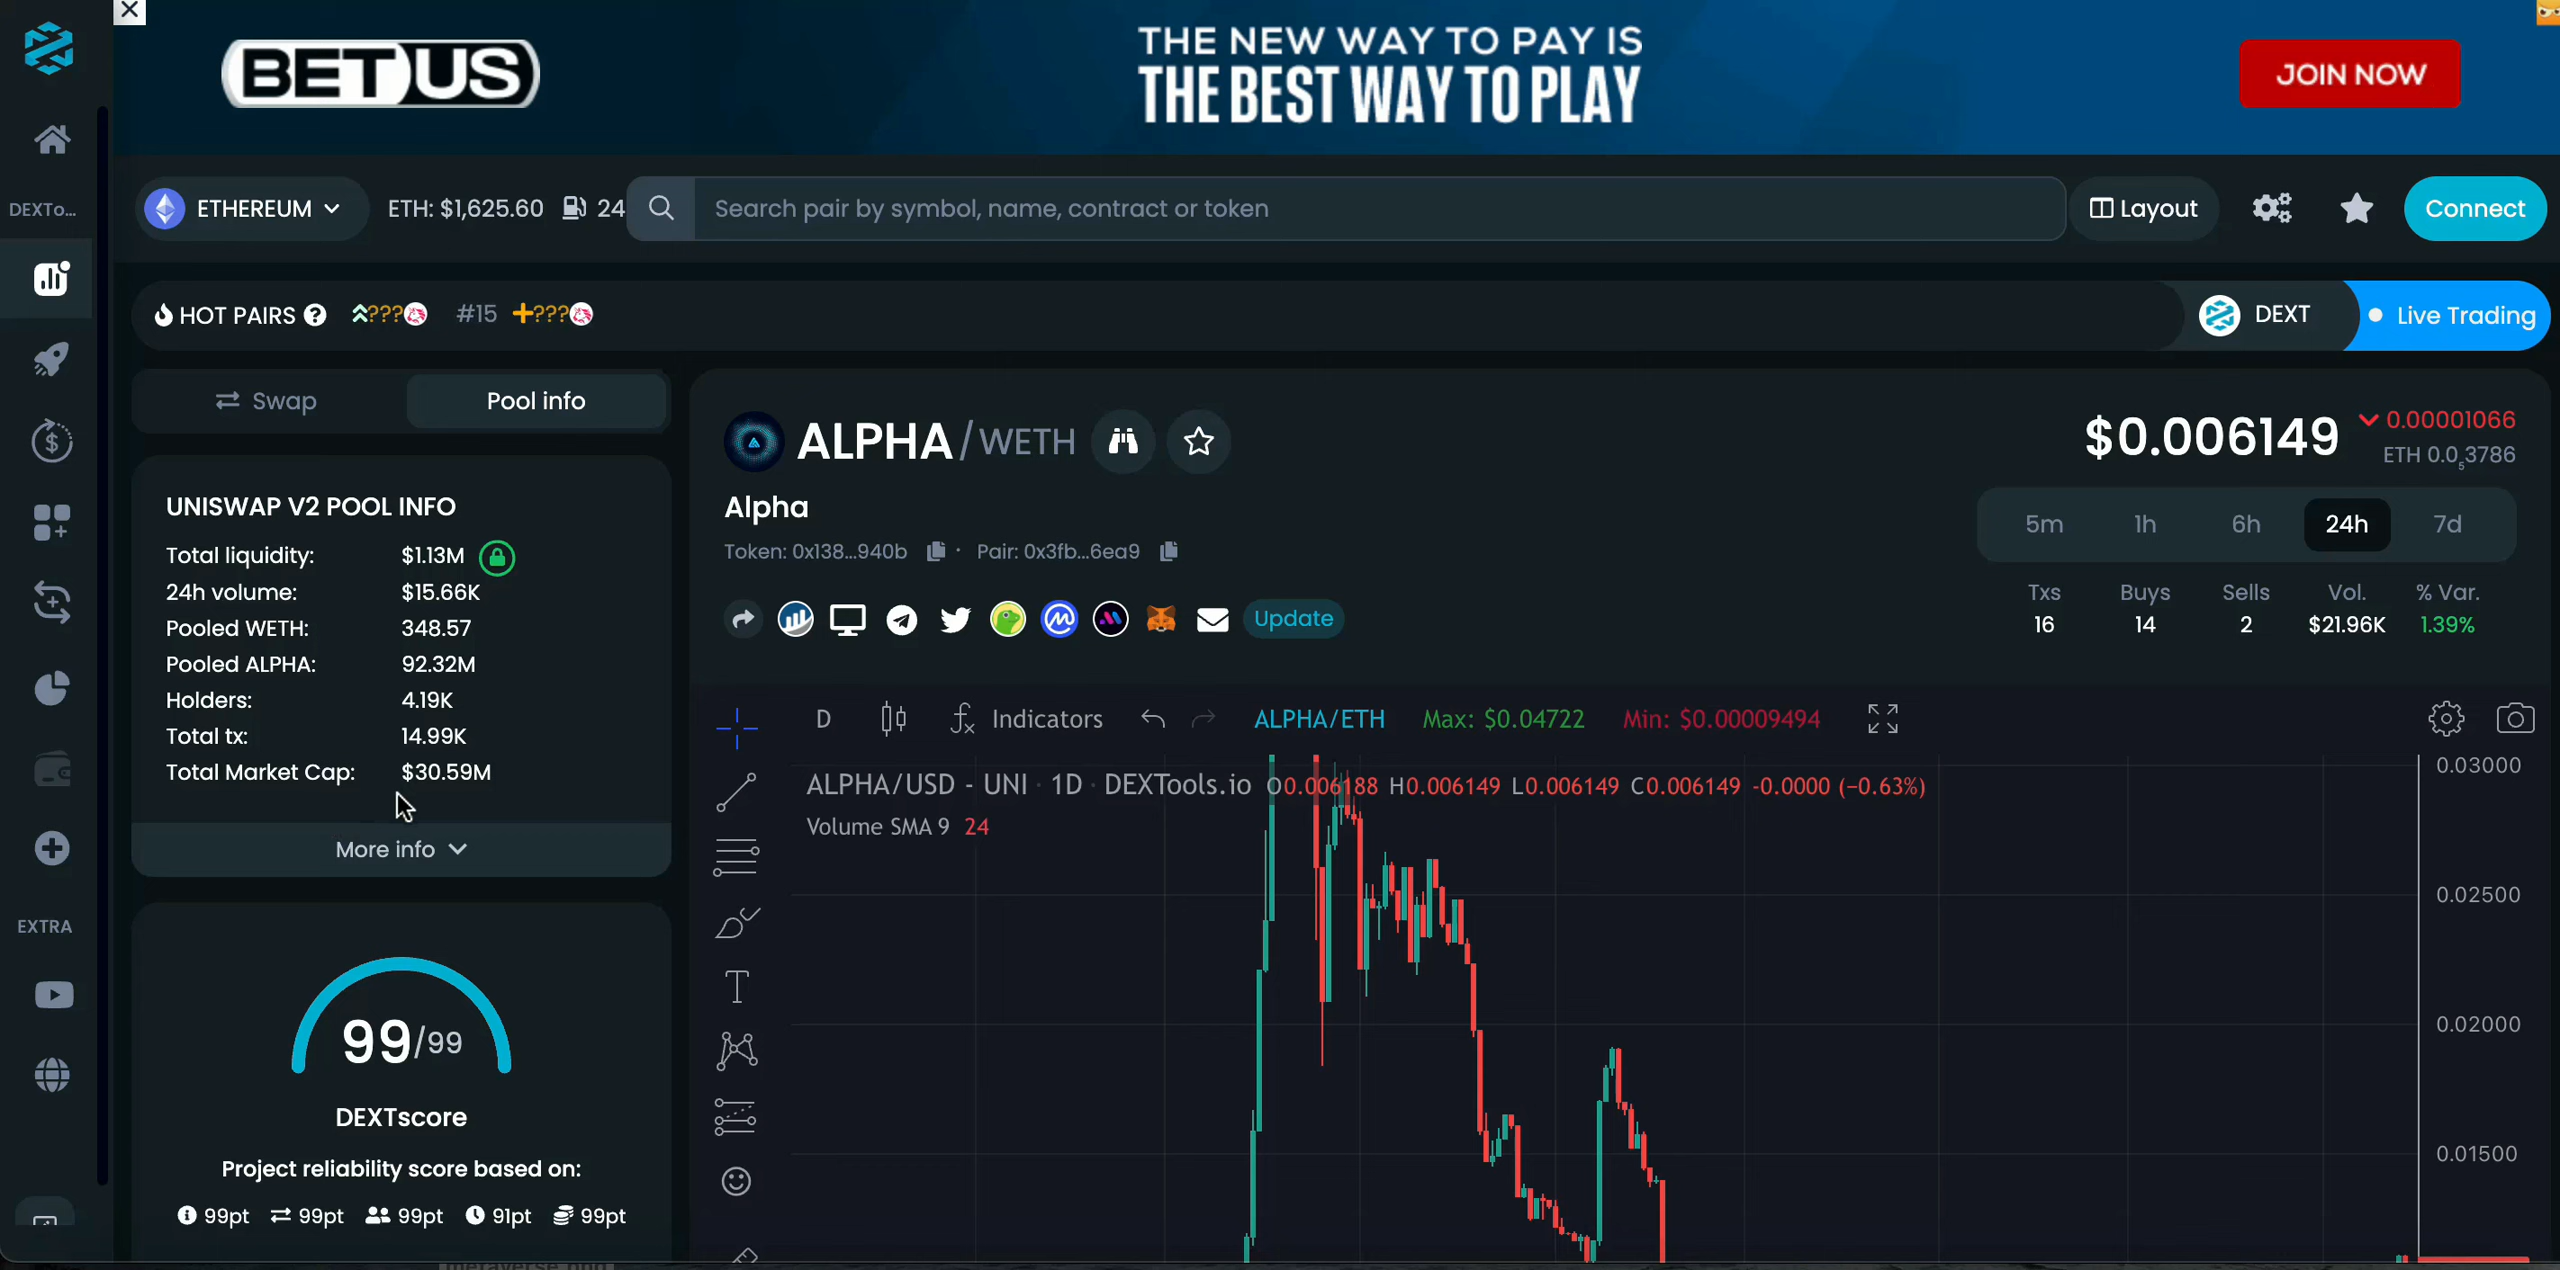 BETUS
THE NEW WAY TO PAY IS
THE BEST WAY TO PLAY
JOIN NOW
DEXTo...
ETHEREUM
ETH: $1,625.60
24
Search pair by symbol, name, contract or token
Layout
Connect
HOT PAIRS
???
#15
???
DEXT
Live Trading
Swap
Pool info
UNISWAP V2 POOL INFO
Total liquidity: $1.13M
24h volume: $15.66K
Pooled WETH: 348.57
Pooled ALPHA: 92.32M
Holders: 4.19K
Total tx: 14.99K
Total Market Cap: $30.59M
More info
EXTRA
99/99
DEXTscore
Project reliability score based on:
99pt 99pt 99pt 91pt 99pt
ALPHA/WETH
Alpha
Token: 0x138...940b · Pair: 0x3fb...6ea9
Update
$0.006149
0.00001066
ETH 0.0₅3786
5m 1h 6h 24h 7d
Txs Buys Sells Vol. % Var.
16 14 2 $21.96K 1.39%
D
Indicators
ALPHA/ETH
Max: $0.04722
Min: $0.00009494
ALPHA/USD - UNI · 1D · DEXTools.io O0.006188 H0.006149 L0.006149 C0.006149 -0.0000 (−0.63%)
Volume SMA 9 24
0.03000
0.02500
0.02000
0.01500